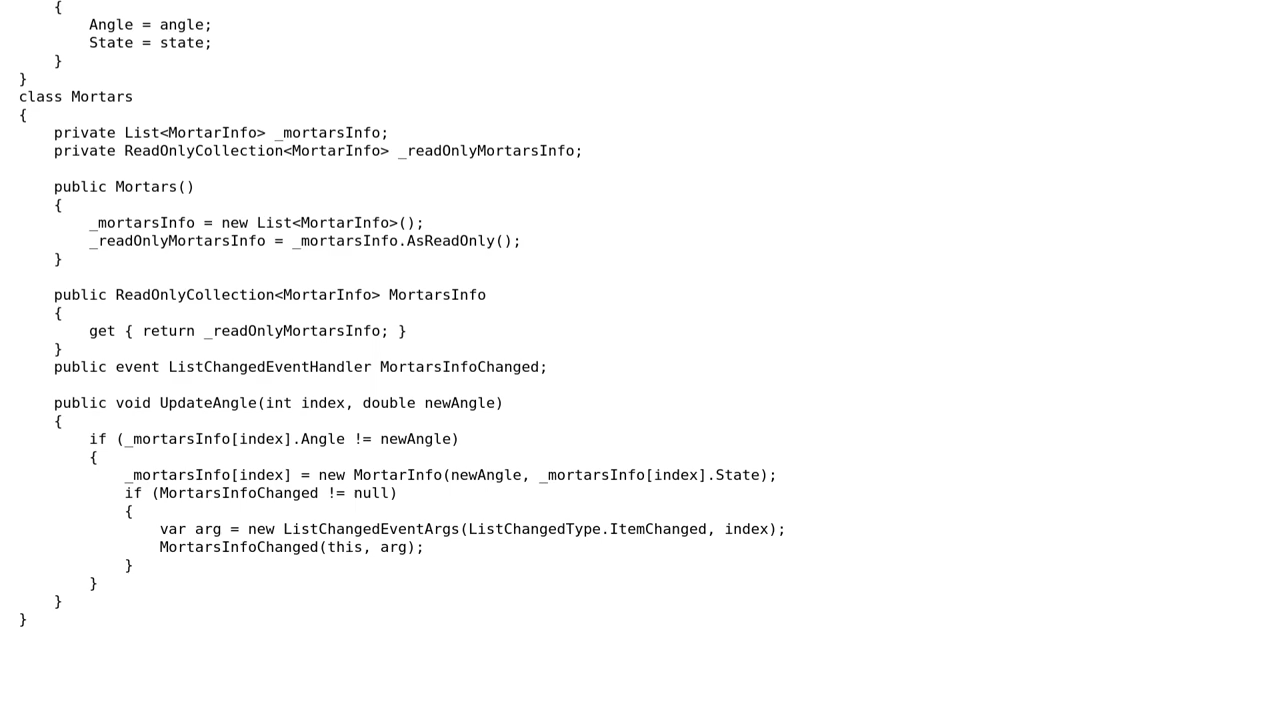 {
        Angle = angle;
        State = state;
    }
}
class Mortars
{
    private List<MortarInfo> _mortarsInfo;
    private ReadOnlyCollection<MortarInfo> _readOnlyMortarsInfo;

    public Mortars()
    {
        _mortarsInfo = new List<MortarInfo>();
        _readOnlyMortarsInfo = _mortarsInfo.AsReadOnly();
    }

    public ReadOnlyCollection<MortarInfo> MortarsInfo
    {
        get { return _readOnlyMortarsInfo; }
    }
    public event ListChangedEventHandler MortarsInfoChanged;

    public void UpdateAngle(int index, double newAngle)
    {
        if (_mortarsInfo[index].Angle != newAngle)
        {
            _mortarsInfo[index] = new MortarInfo(newAngle, _mortarsInfo[index].State);
            if (MortarsInfoChanged != null)
            {
                var arg = new ListChangedEventArgs(ListChangedType.ItemChanged, index);
                MortarsInfoChanged(this, arg);
            }
        }
    }
}